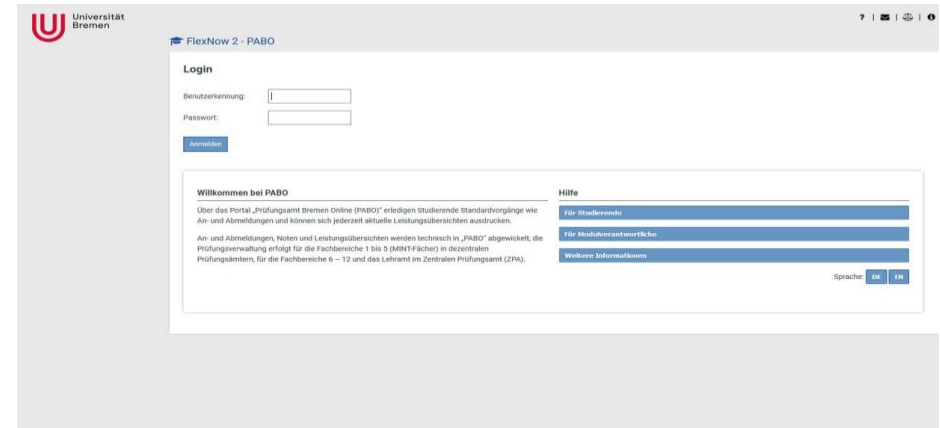 Universität
Bremen
? | | | 
FlexNow 2 - PABO
Login
Benutzerkennung:
Passwort:
Anmelden
Willkommen bei PABO
Über das Portal „Prüfungsamt Bremen Online (PABO)“ erledigen Studierende Standardvorgänge wie
An- und Abmeldungen und können sich jederzeit aktuelle Leistungsübersichten ausdrucken.
An- und Abmeldungen, Noten und Leistungsübersichten werden technisch in „PABO“ abgewickelt, die
Prüfungsverwaltung erfolgt für die Fachbereiche 1 bis 5 (MINT-Fächer) in dezentralen
Prüfungsämtern, für die Fachbereiche 6 – 12 und das Lehramt im Zentralen Prüfungsamt (ZPA).
Hilfe
Für Studierende
Für Modulverantwortliche
Weitere Informationen
Sprache: DE EN